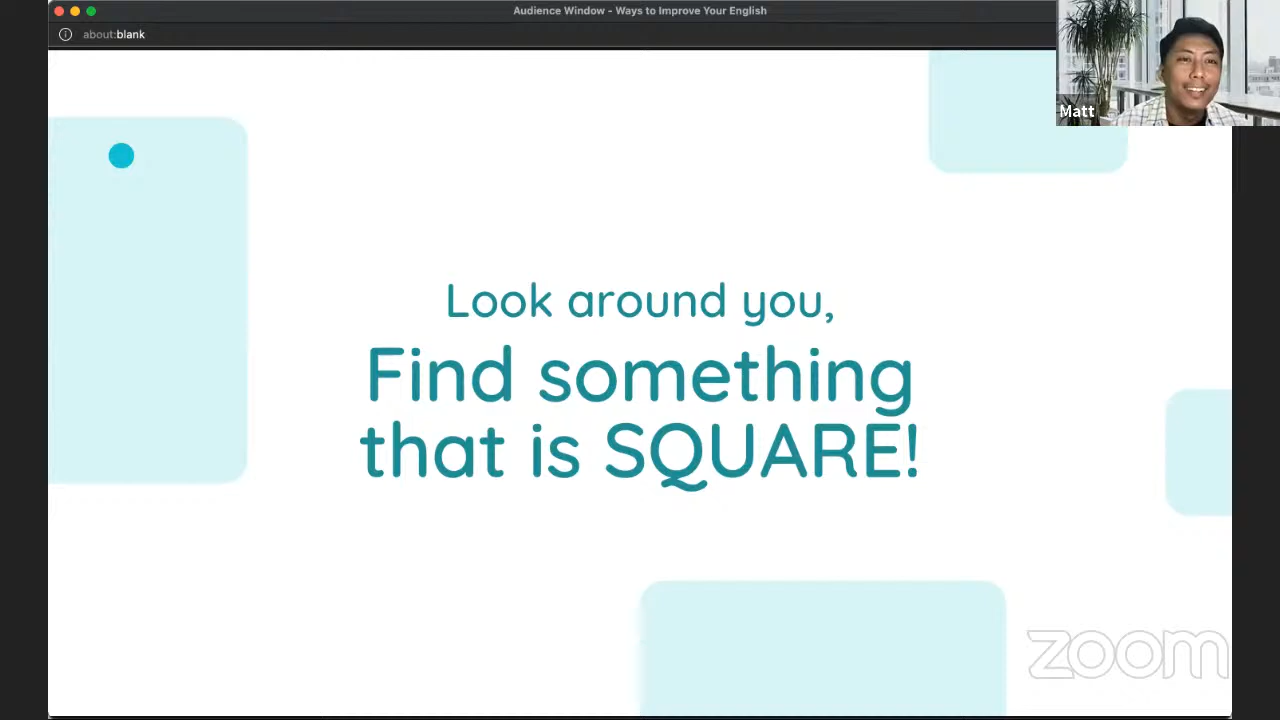 Audience Window - Ways to Improve Your English
about:blank
Matt
Look around you,
Find something
that is SQUARE!
zoom